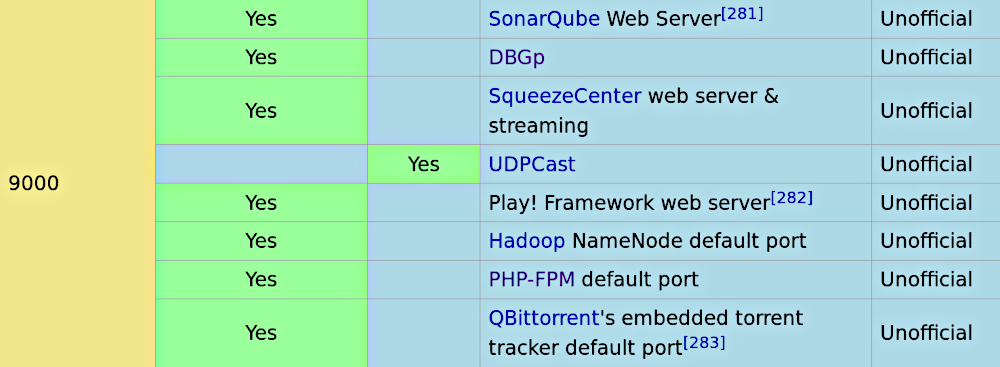 Yes SonarQube Web Server[281] Unofficial
Yes DBGp Unofficial
Yes SqueezeCenter web server & Unofficial
streaming
Yes UDPCast Unofficial
9000
Yes Play! Framework web server[282] Unofficial
Yes Hadoop NameNode default port Unofficial
Yes PHP-FPM default port Unofficial
Yes QBittorrent's embedded torrent Unofficial
tracker default port[283]